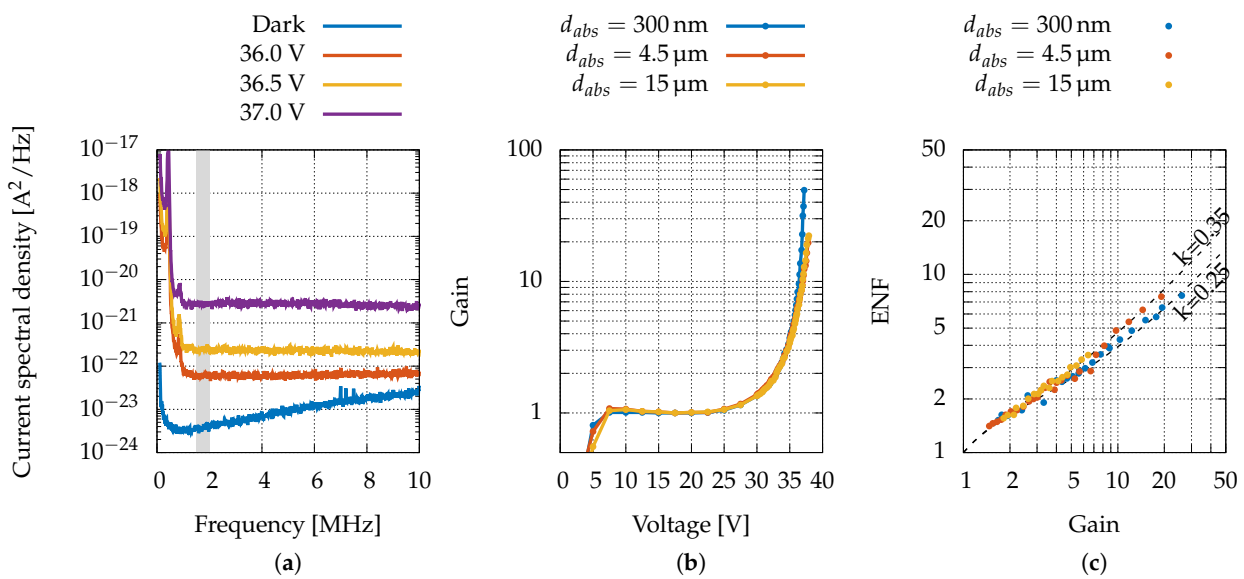 Dark
36.0 V
36.5 V
37.0 V
Current spectral density [A²/Hz]
10⁻¹⁷
10⁻¹⁸
10⁻¹⁹
10⁻²⁰
10⁻²¹
10⁻²²
10⁻²³
10⁻²⁴
0 2 4 6 8 10
Frequency [MHz]
(a)
d_abs = 300 nm
d_abs = 4.5 µm
d_abs = 15 µm
Gain
100
10
1
0 5 10 15 20 25 30 35 40
Voltage [V]
(b)
d_abs = 300 nm
d_abs = 4.5 µm
d_abs = 15 µm
ENF
50
20
10
5
2
1
k=0.35
k=0.25
1 2 5 10 20 50
Gain
(c)